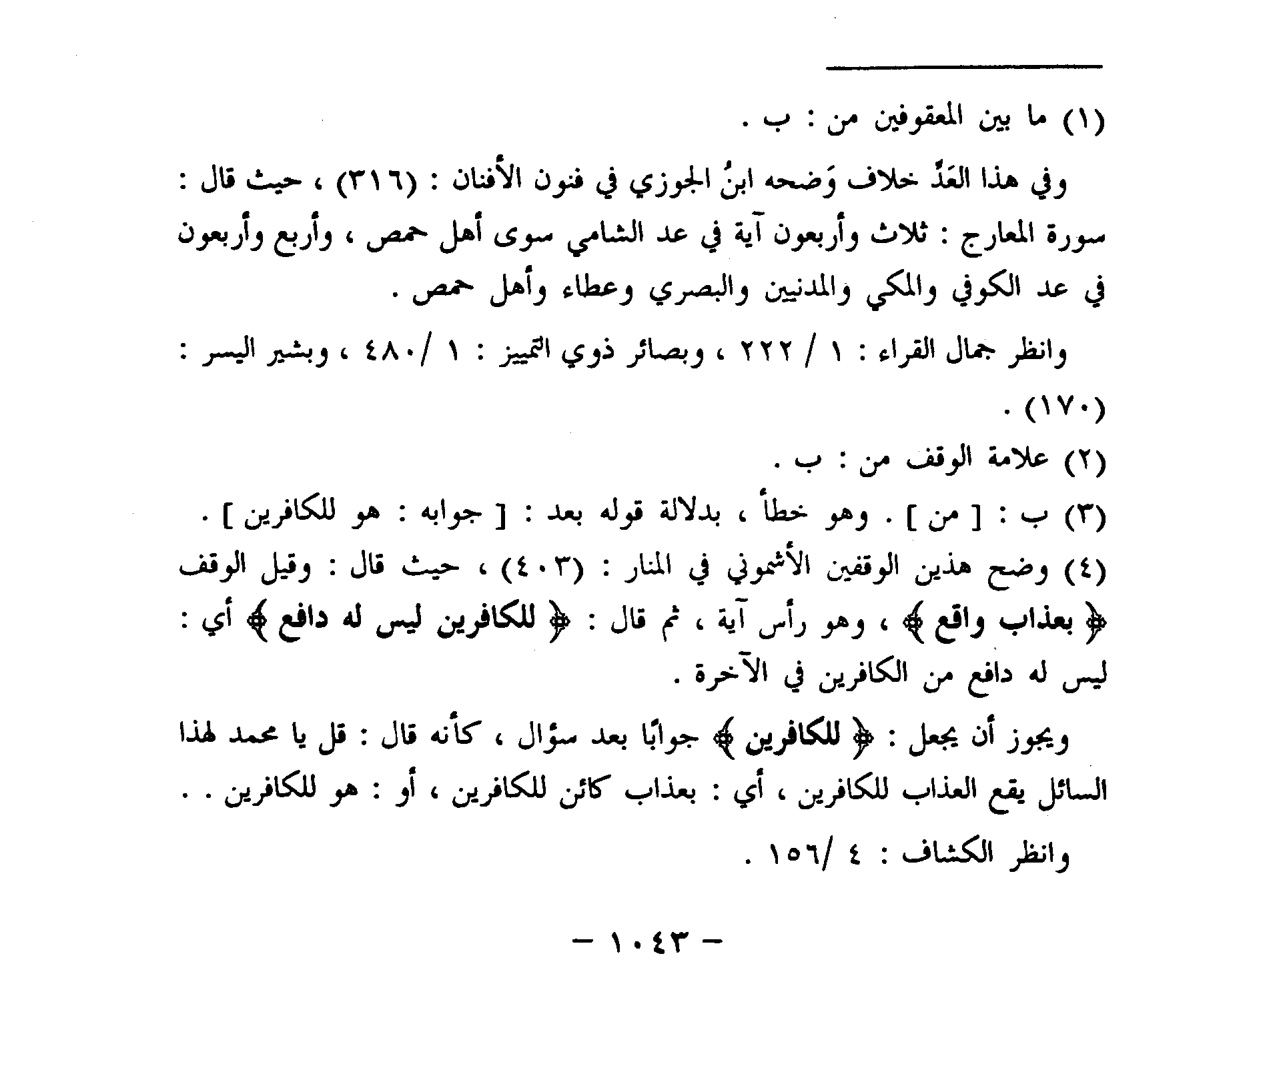 (١) ما بين المعقوفين من : ب .
وفي هذا العَدِّ خلاف وَضحه ابنُ الجوزي في فنون الأفنان : (٣١٦) ، حيث قال :
سورة المعارج : ثلاث وأربعون آية في عد الشامي سوى أهل حمص ، وأربع وأربعون
في عد الكوفي والمكي والمدنيين والبصري وعطاء وأهل حمص .
وانظر جمال القراء : ١ / ٢٢٢ ، وبصائر ذوي التمييز : ١ /٤٨٠ ، وبشير اليسر :
(١٧٠) .
(٢) علامة الوقف من : ب .
(٣) ب : [ من ] . وهو خطأ ، بدلالة قوله بعد : [ جوابه : هو للكافرين ] .
(٤) وضح هذين الوقفين الأشموني في المنار : (٤٠٣) ، حيث قال : وقيل الوقف
﴿ بعذاب واقع ﴾ ، وهو رأس آية ، ثم قال : ﴿ للكافرين ليس له دافع ﴾ أي :
ليس له دافع من الكافرين في الآخرة .
ويجوز أن يجعل : ﴿ للكافرين ﴾ جوابًا بعد سؤال ، كأنه قال : قل يا محمد لهذا
السائل يقع العذاب للكافرين ، أي : بعذاب كائن للكافرين ، أو : هو للكافرين . .
وانظر الكشاف : ٤ /١٥٦ .
– ١٠٤٣ –